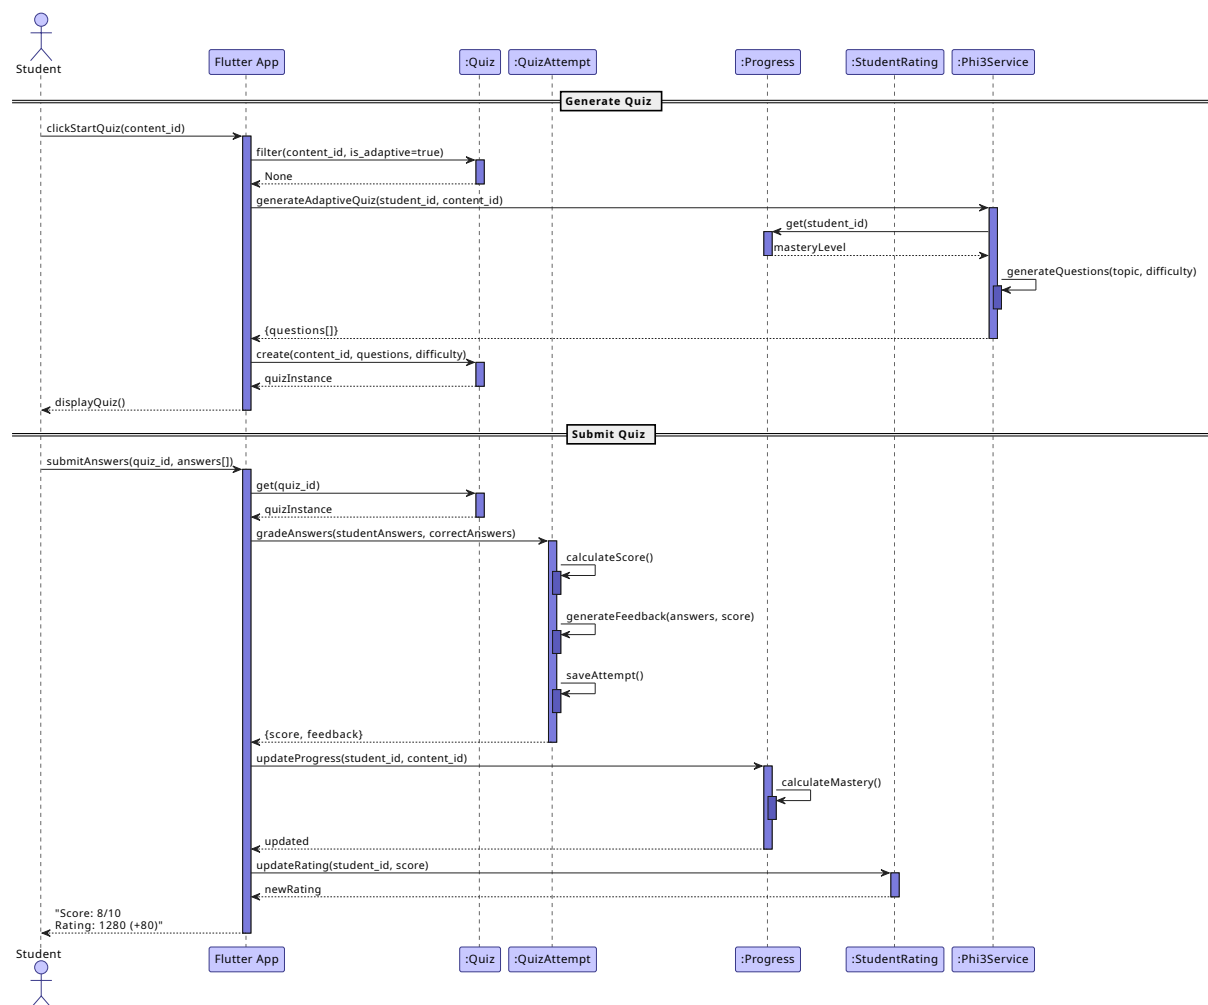 Student
Flutter App
:Quiz
:QuizAttempt
:Progress
:StudentRating
:Phi3Service
Generate Quiz
clickStartQuiz(content_id)
filter(content_id, is_adaptive=true)
None
generateAdaptiveQuiz(student_id, content_id)
get(student_id)
masteryLevel
generateQuestions(topic, difficulty)
{questions[]}
create(content_id, questions, difficulty)
quizInstance
displayQuiz()
Submit Quiz
submitAnswers(quiz_id, answers[])
get(quiz_id)
quizInstance
gradeAnswers(studentAnswers, correctAnswers)
calculateScore()
generateFeedback(answers, score)
saveAttempt()
{score, feedback}
updateProgress(student_id, content_id)
calculateMastery()
updated
updateRating(student_id, score)
newRating
"Score: 8/10
Rating: 1280 (+80)"
Student
Flutter App
:Quiz
:QuizAttempt
:Progress
:StudentRating
:Phi3Service